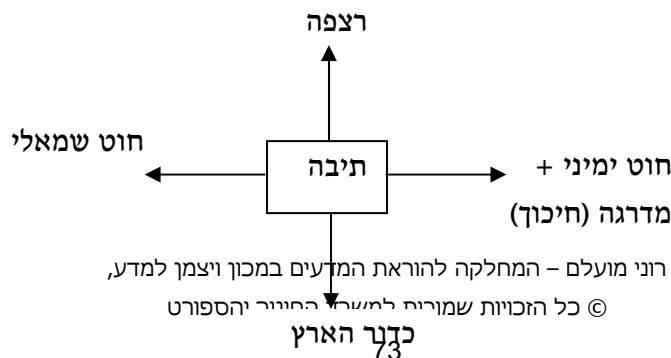 רצפה
חוט שמאלי
תיבה
חוט ימיני +
מדרגה (חיכוך)
רוני מועלם – המחלקה להוראת המדעים במכון ויצמן למדע,
© כל הזכויות שמורות למשרד החינוך והספורט
כדור הארץ
73